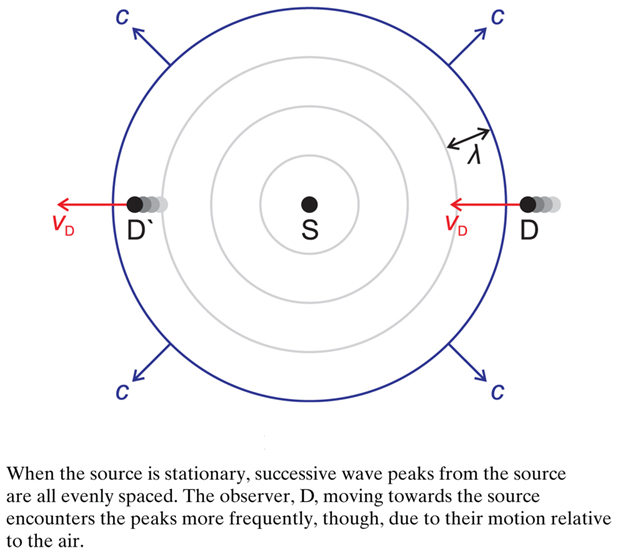 c c
λ
v_D D` S v_D D
c c
When the source is stationary, successive wave peaks from the source
are all evenly spaced. The observer, D, moving towards the source
encounters the peaks more frequently, though, due to their motion relative
to the air.